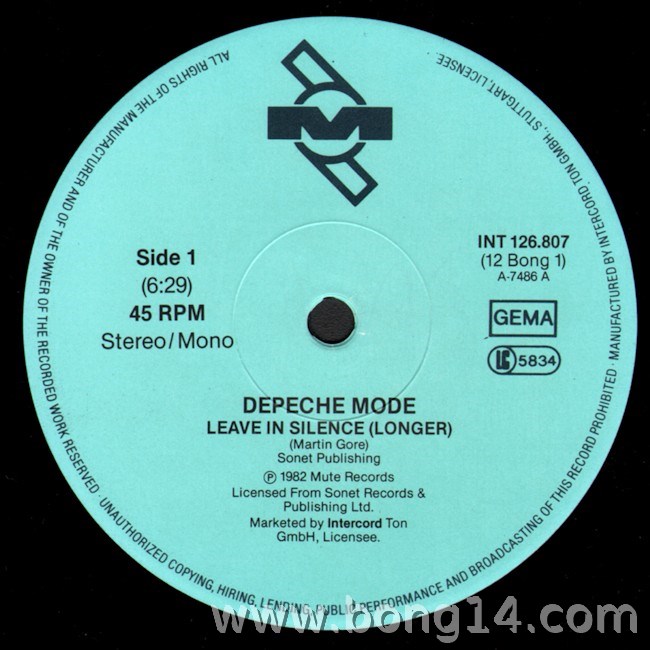 M
Side 1
(6:29)
45 RPM
Stereo/Mono
INT 126.807
(12 Bong 1)
A-7486 A
GEMA
LC 5834
DEPECHE MODE
LEAVE IN SILENCE (LONGER)
(Martin Gore)
Sonet Publishing
Ⓟ 1982 Mute Records
Licensed From Sonet Records &
Publishing Ltd.
Marketed by Intercord Ton
GmbH, Licensee.
ALL RIGHTS OF THE MANUFACTURER AND OF THE OWNER OF THE RECORDED WORK RESERVED · UNAUTHORIZED COPYING, HIRING, LENDING, PUBLIC PERFORMANCE AND BROADCASTING OF THIS RECORD PROHIBITED · MANUFACTURED BY INTERCORD TON GMBH., STUTTGART, LICENSEE.
www.bong14.com